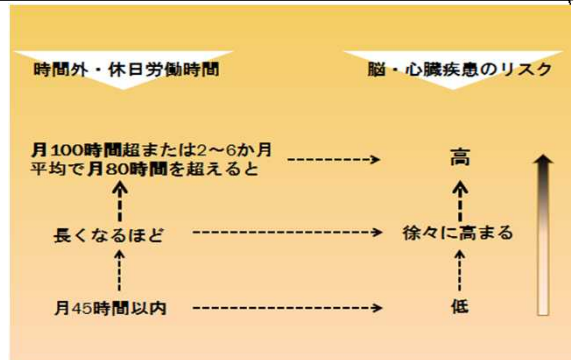 時間外・休日労働時間
脳・心臓疾患のリスク
月100時間超または2～6か月
平均で月80時間を超えると
高
長くなるほど
徐々に高まる
月45時間以内
低